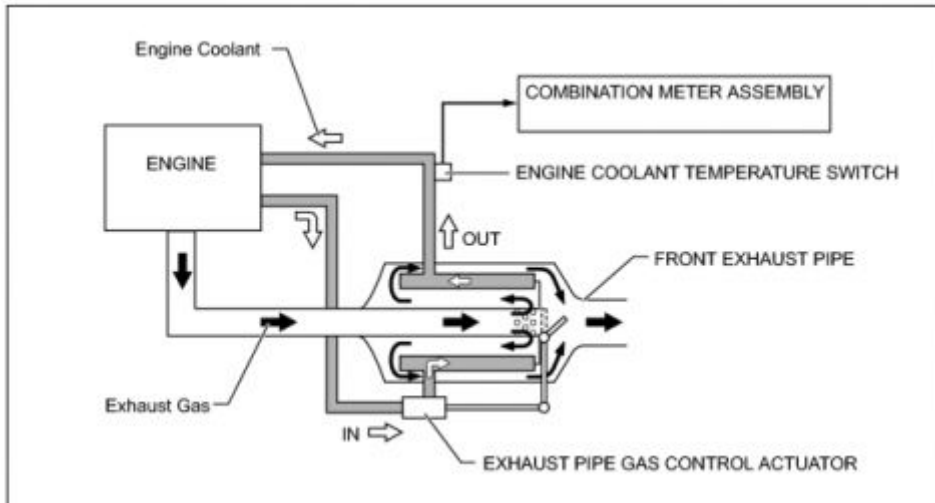 Engine Coolant
COMBINATION METER ASSEMBLY
ENGINE
ENGINE COOLANT TEMPERATURE SWITCH
OUT
FRONT EXHAUST PIPE
Exhaust Gas
IN
EXHAUST PIPE GAS CONTROL ACTUATOR